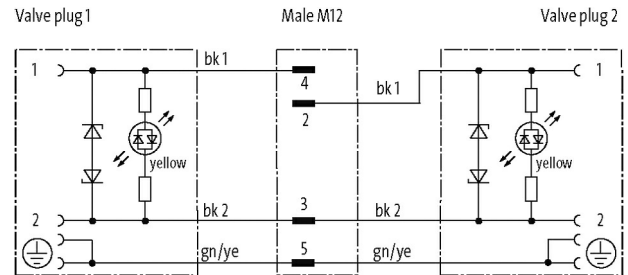 Valve plug 1 Male M12 Valve plug 2
1 bk 1 4 bk 1 1
2
yellow yellow
2 bk 2 3 bk 2 2
gn/ye 5 gn/ye